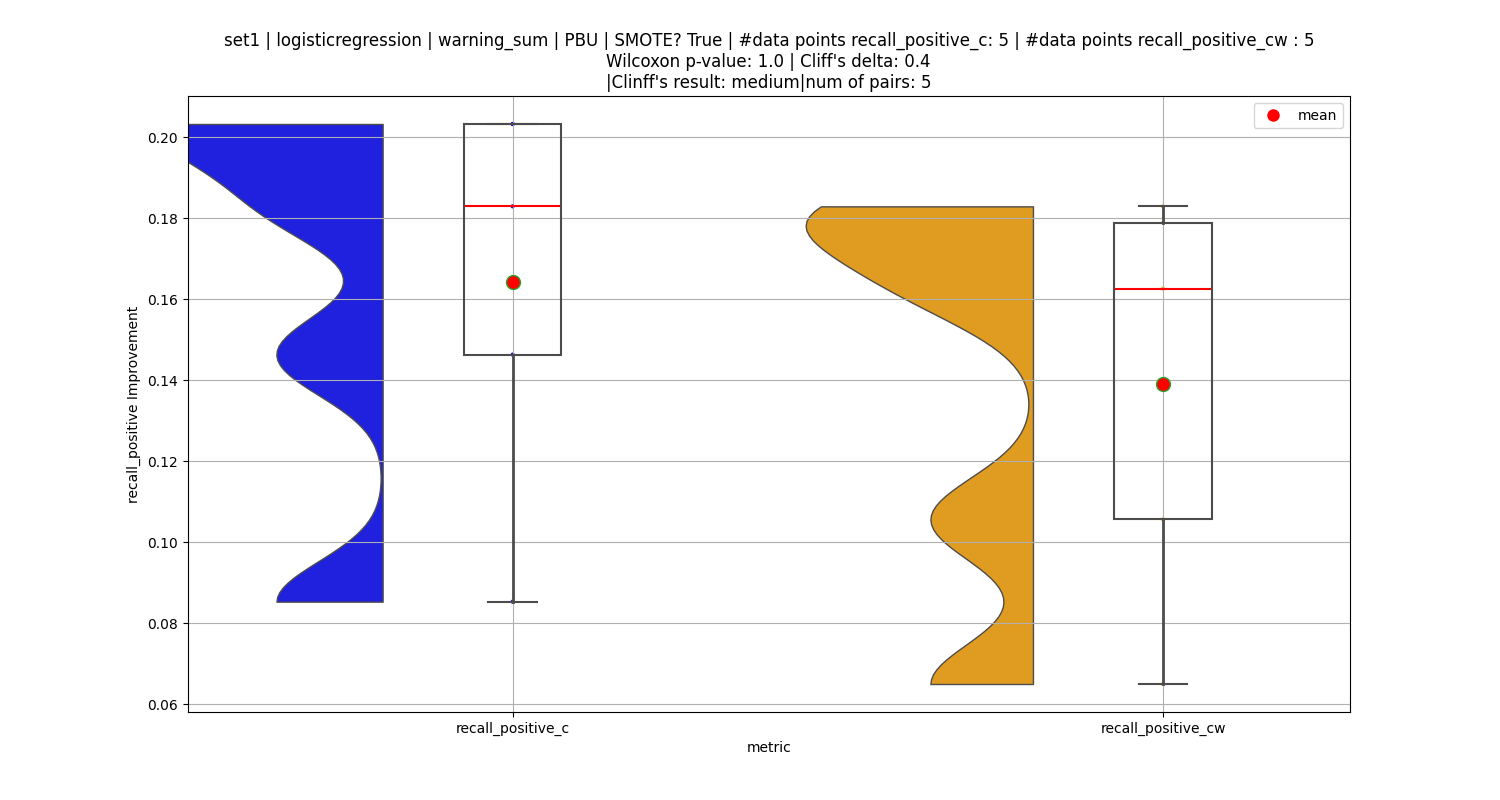 set1 | logisticregression | warning_sum | PBU | SMOTE? True | #data points recall_positive_c: 5 | #data points recall_positive_cw : 5
Wilcoxon p-value: 1.0 | Cliff's delta: 0.4
|Clinff's result: medium|num of pairs: 5
mean
0.20
0.18
0.16
0.14
0.12
0.10
0.08
0.06
recall_positive Improvement
recall_positive_c
recall_positive_cw
metric